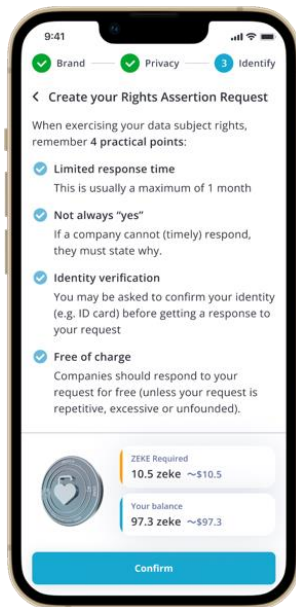 9:41
Brand
Privacy
3 Identify
Create your Rights Assertion Request
When exercising your data subject rights,
remember 4 practical points:
Limited response time
This is usually a maximum of 1 month
Not always “yes”
If a company cannot (timely) respond,
they must state why.
Identity verification
You may be asked to confirm your identity
(e.g. ID card) before getting a response to
your request
Free of charge
Companies should respond to your
request for free (unless your request is
repetitive, excessive or unfounded).
ZEKE Required
10.5 zeke ~$10.5
Your balance
97.3 zeke ~$97.3
Confirm